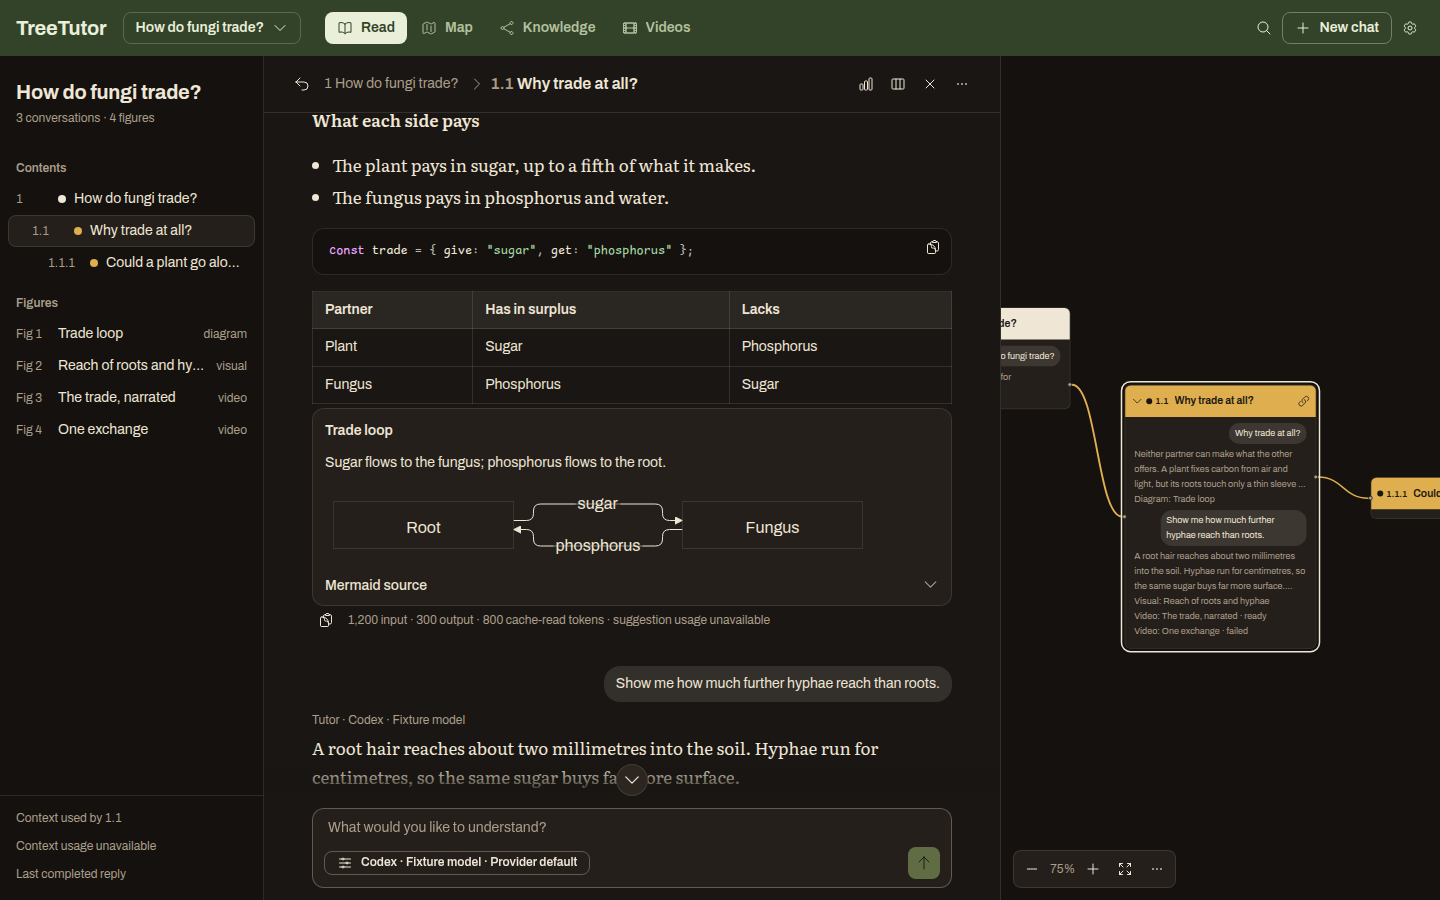 TreeTutor
How do fungi trade?
Read
Map
Knowledge
Videos
New chat
How do fungi trade?
3 conversations · 4 figures
Contents
1 How do fungi trade?
1.1 Why trade at all?
1.1.1 Could a plant go alo...
Figures
Fig 1 Trade loop diagram
Fig 2 Reach of roots and hy... visual
Fig 3 The trade, narrated video
Fig 4 One exchange video
Context used by 1.1
Context usage unavailable
Last completed reply
1 How do fungi trade? 1.1 Why trade at all?
What each side pays
The plant pays in sugar, up to a fifth of what it makes.
The fungus pays in phosphorus and water.
const trade = { give: "sugar", get: "phosphorus" };
Partner Has in surplus Lacks
Plant Sugar Phosphorus
Fungus Phosphorus Sugar
Trade loop
Sugar flows to the fungus; phosphorus flows to the root.
sugar
Root Fungus
phosphorus
Mermaid source
1,200 input · 300 output · 800 cache-read tokens · suggestion usage unavailable
Show me how much further hyphae reach than roots.
Tutor · Codex · Fixture model
A root hair reaches about two millimetres into the soil. Hyphae run for
centimetres, so the same sugar buys fa ore surface.
What would you like to understand?
Codex · Fixture model · Provider default
de?
o fungi trade?
for
1.1 Why trade at all?
Why trade at all?
Neither partner can make what the other
offers. A plant fixes carbon from air and
light, but its roots touch only a thin sleeve ...
Diagram: Trade loop
Show me how much further
hyphae reach than roots.
A root hair reaches about two millimetres
into the soil. Hyphae run for centimetres, so
the same sugar buys far more surface....
Visual: Reach of roots and hyphae
Video: The trade, narrated · ready
Video: One exchange · failed
1.1.1 Could
75%